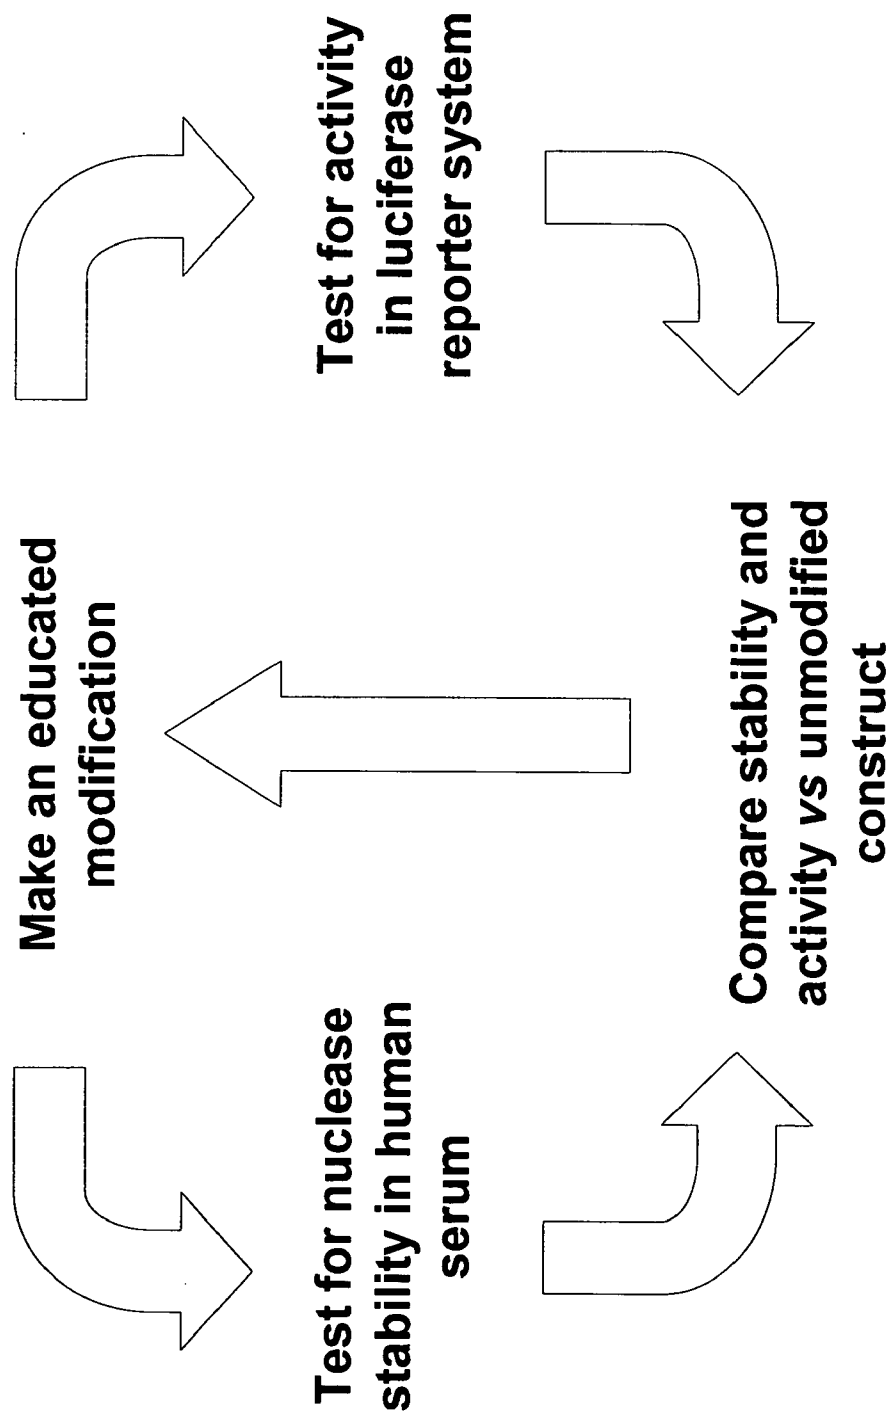 Make an educated
modification
Test for nuclease
stability in human
serum
Test for activity
in luciferase
reporter system
Compare stability and
activity vs unmodified
construct